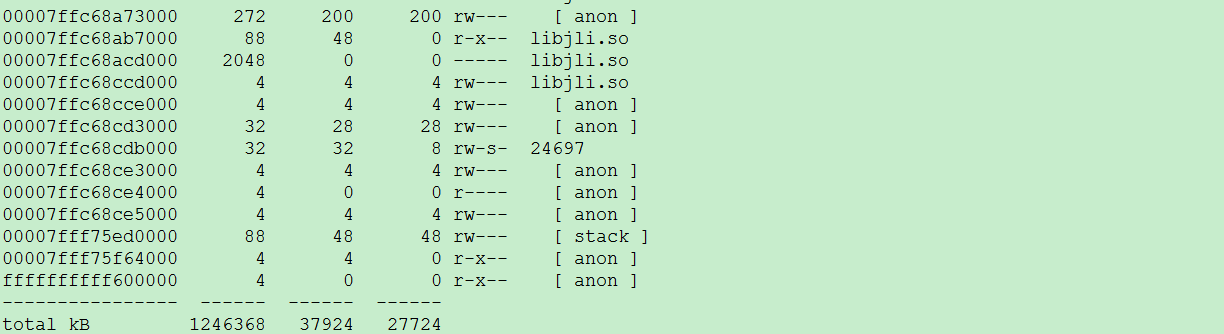 00007ffc68a73000     272     200     200 rw---    [ anon ]
00007ffc68ab7000      88      48       0 r-x--  libjli.so
00007ffc68acd000    2048       0       0 -----  libjli.so
00007ffc68ccd000       4       4       4 rw---  libjli.so
00007ffc68cce000       4       4       4 rw---    [ anon ]
00007ffc68cd3000      32      28      28 rw---    [ anon ]
00007ffc68cdb000      32      32       8 rw-s-  24697
00007ffc68ce3000       4       4       4 rw---    [ anon ]
00007ffc68ce4000       4       0       0 r----    [ anon ]
00007ffc68ce5000       4       4       4 rw---    [ anon ]
00007fff75ed0000      88      48      48 rw---    [ stack ]
00007fff75f64000       4       4       0 r-x--    [ anon ]
ffffffffff600000       4       0       0 r-x--    [ anon ]
----------------  ------  ------  ------
total kB         1246368   37924   27724